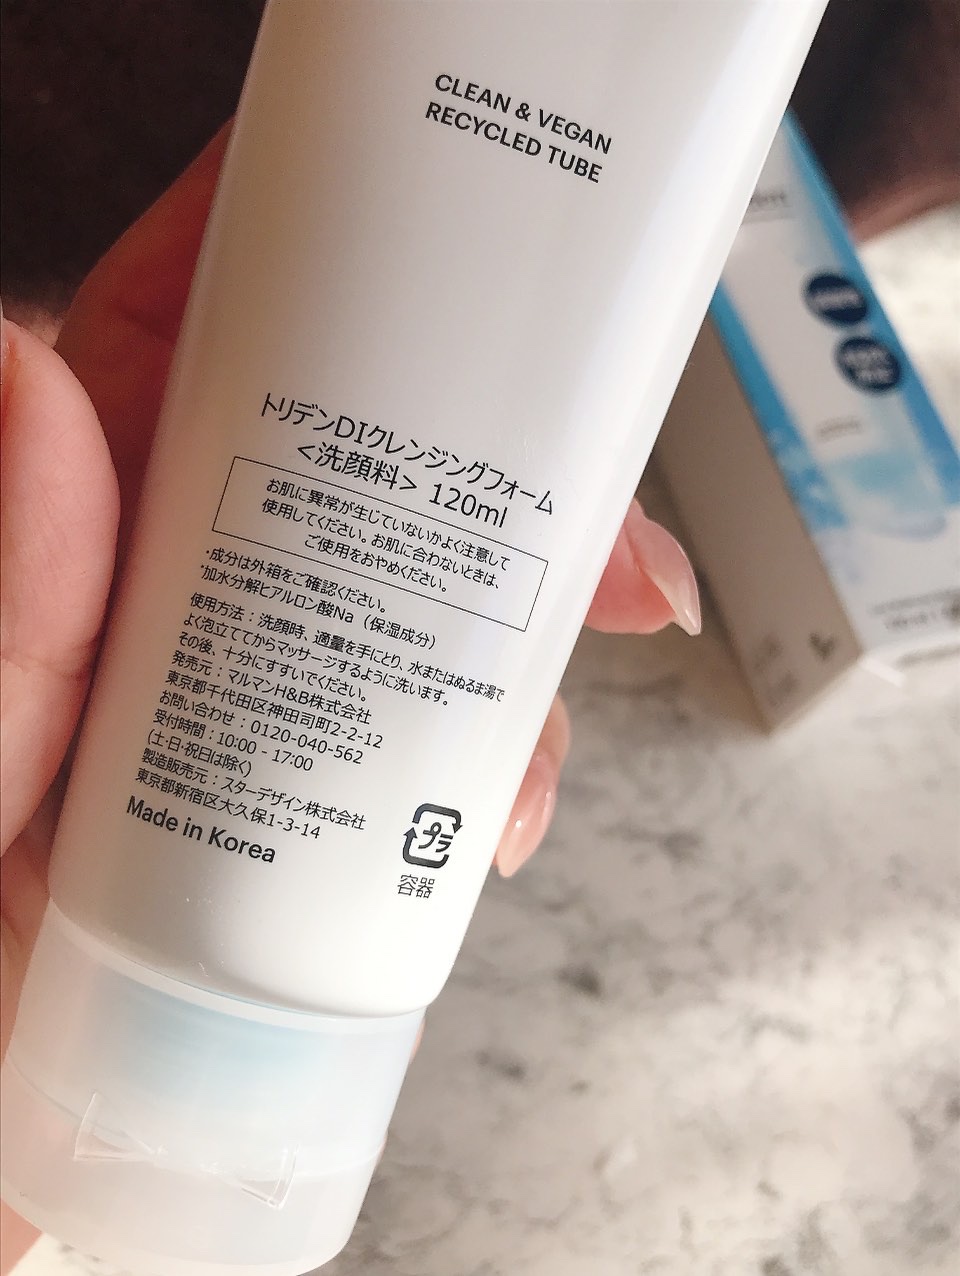 CLEAN & VEGAN
RECYCLED TUBE
トリデンDIクレンジングフォーム
<洗顔料> 120ml
お肌に異常が生じていないかよく注意して
使用してください。お肌に合わないときは、
ご使用をおやめください。
･成分は外箱をご確認ください。
*加水分解ヒアルロン酸Na（保湿成分）
使用方法：洗顔時、適量を手にとり、水またはぬるま湯で
よく泡立ててからマッサージするように洗います。
その後、十分にすすいでください。
発売元：マルマンH&B株式会社
東京都千代田区神田司町2-2-12
お問い合わせ：0120-040-562
受付時間：10:00 - 17:00
(土･日･祝日は除く)
製造販売元：スターデザイン株式会社
東京都新宿区大久保1-3-14
Made in Korea
プラ
容器